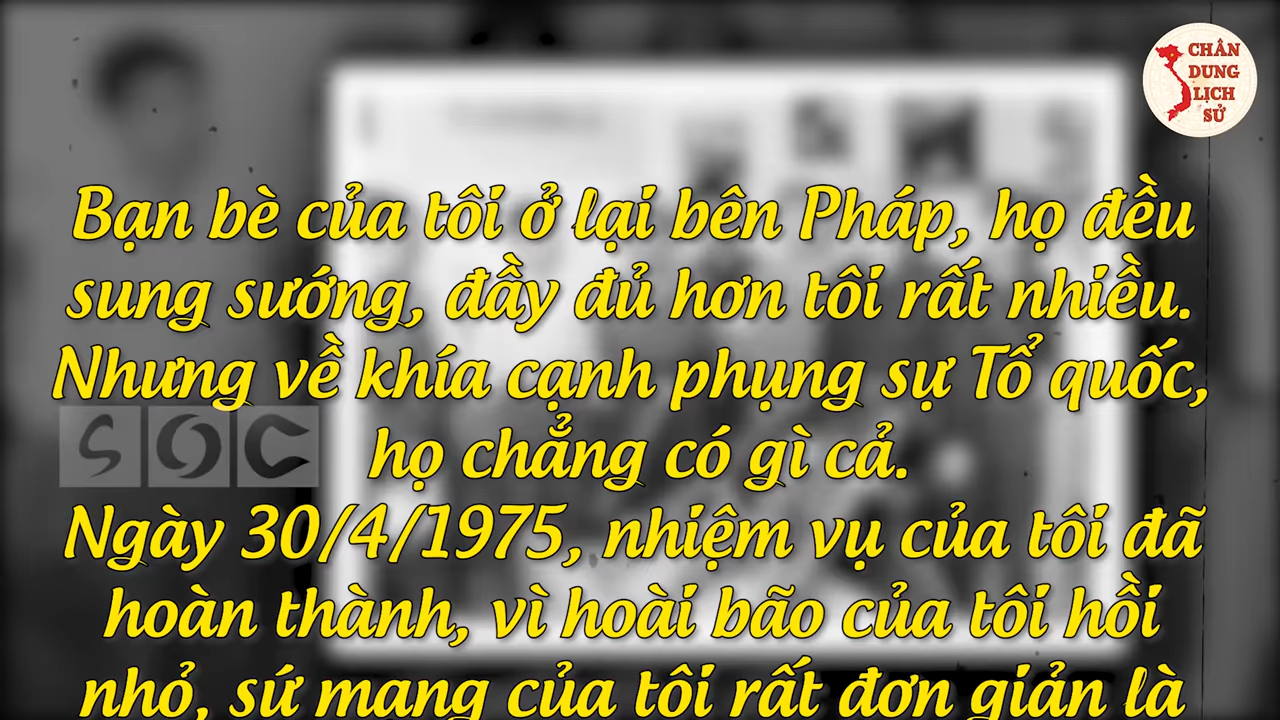 CHÂN
DUNG
LỊCH
SỬ
Bạn bè của tôi ở lại bên Pháp, họ đều
sung sướng, đầy đủ hơn tôi rất nhiều.
Nhưng về khía cạnh phụng sự Tổ quốc,
họ chẳng có gì cả.
SOC
Ngày 30/4/1975, nhiệm vụ của tôi đã
hoàn thành, vì hoài bão của tôi hồi
nhỏ, sứ mạng của tôi rất đơn giản là